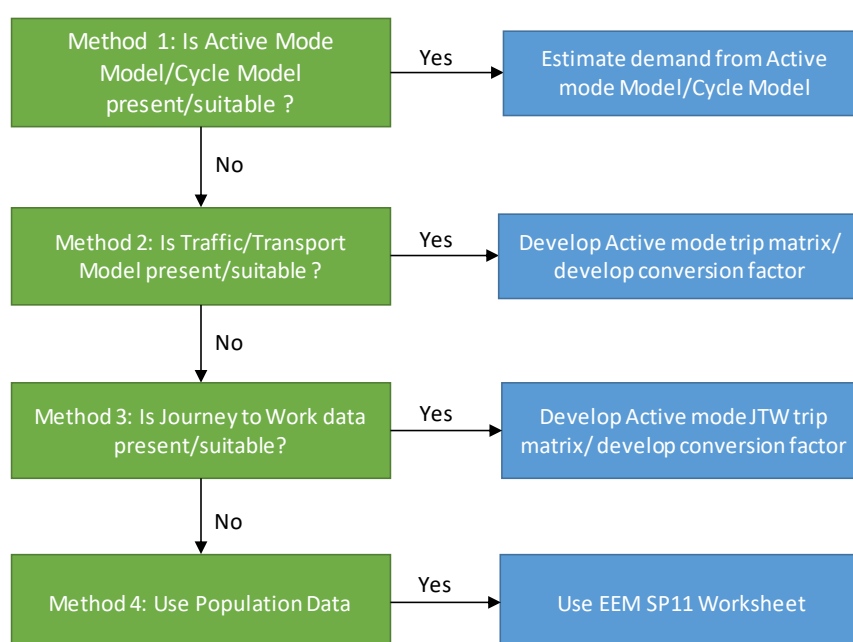 Method 1: Is Active Mode
Model/Cycle Model
present/suitable ?
Yes
Estimate demand from Active
mode Model/Cycle Model
No
Method 2: Is Traffic/Transport
Model present/suitable ?
Yes
Develop Active mode trip matrix/
develop conversion factor
No
Method 3: Is Journey to Work data
present/suitable?
Yes
Develop Active mode JTW trip
matrix/ develop conversion factor
No
Method 4: Use Population Data
Yes
Use EEM SP11 Worksheet